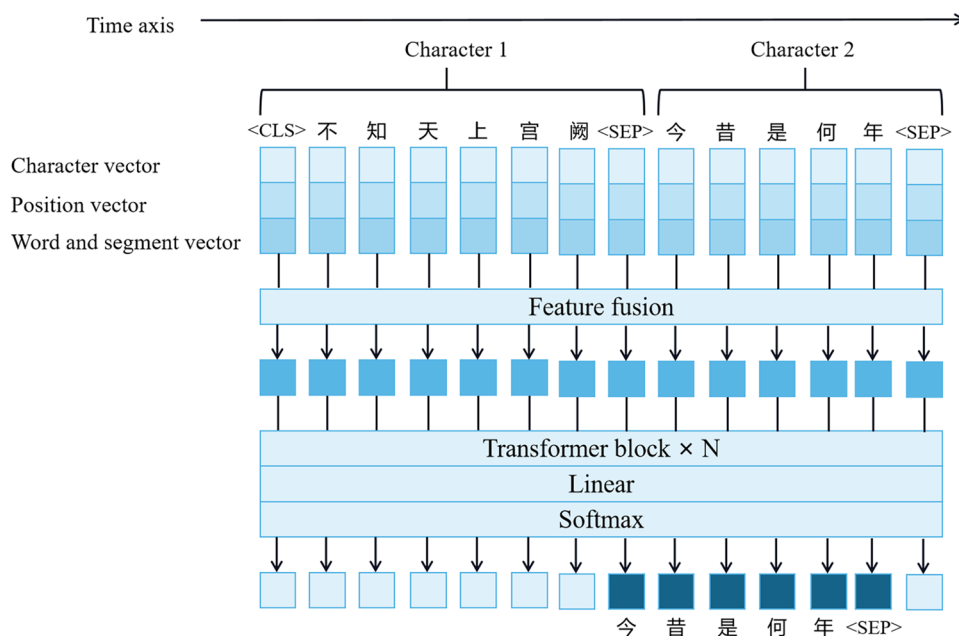 Time axis
Character 1 Character 2
<CLS> 不 知 天 上 宫 阙 <SEP> 今 昔 是 何 年 <SEP>
Character vector
Position vector
Word and segment vector
Feature fusion
Transformer block × N
Linear
Softmax
今 昔 是 何 年 <SEP>